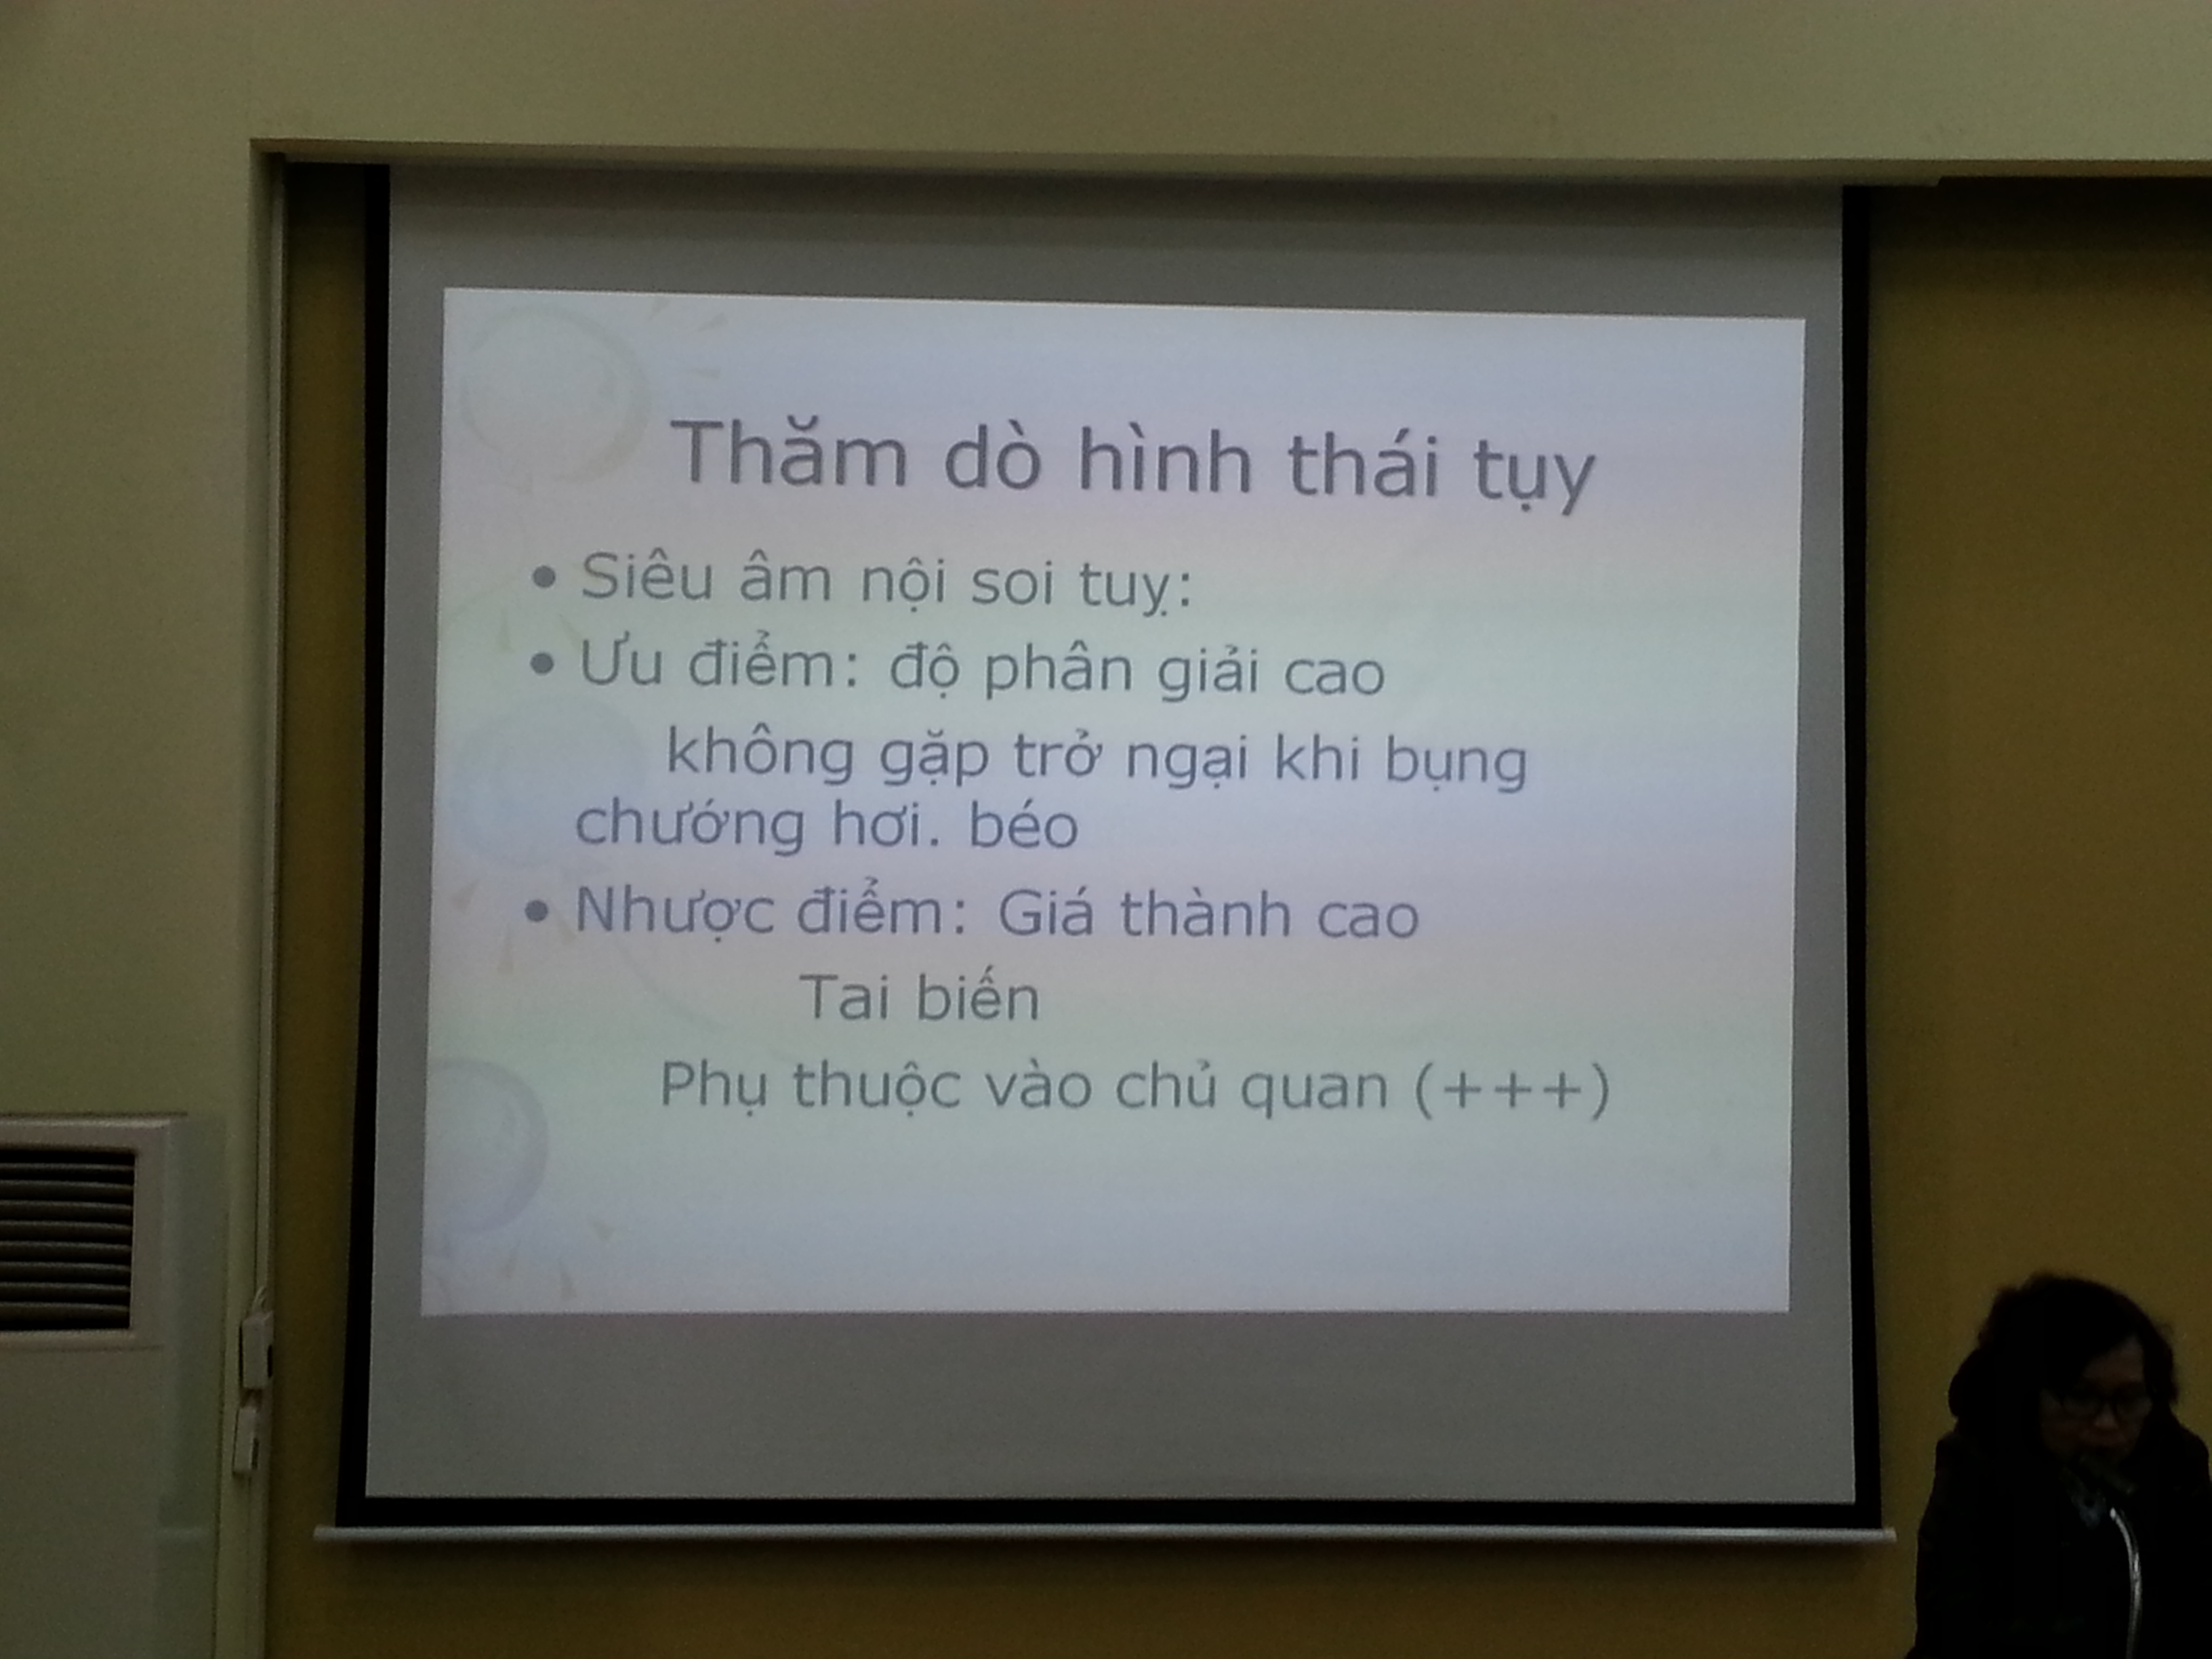 Thăm dò hình thái tụy
• Siêu âm nội soi tuỵ:
• Ưu điểm: độ phân giải cao
không gặp trở ngại khi bụng
chướng hơi. béo
• Nhược điểm: Giá thành cao
Tai biến
Phụ thuộc vào chủ quan (+++)